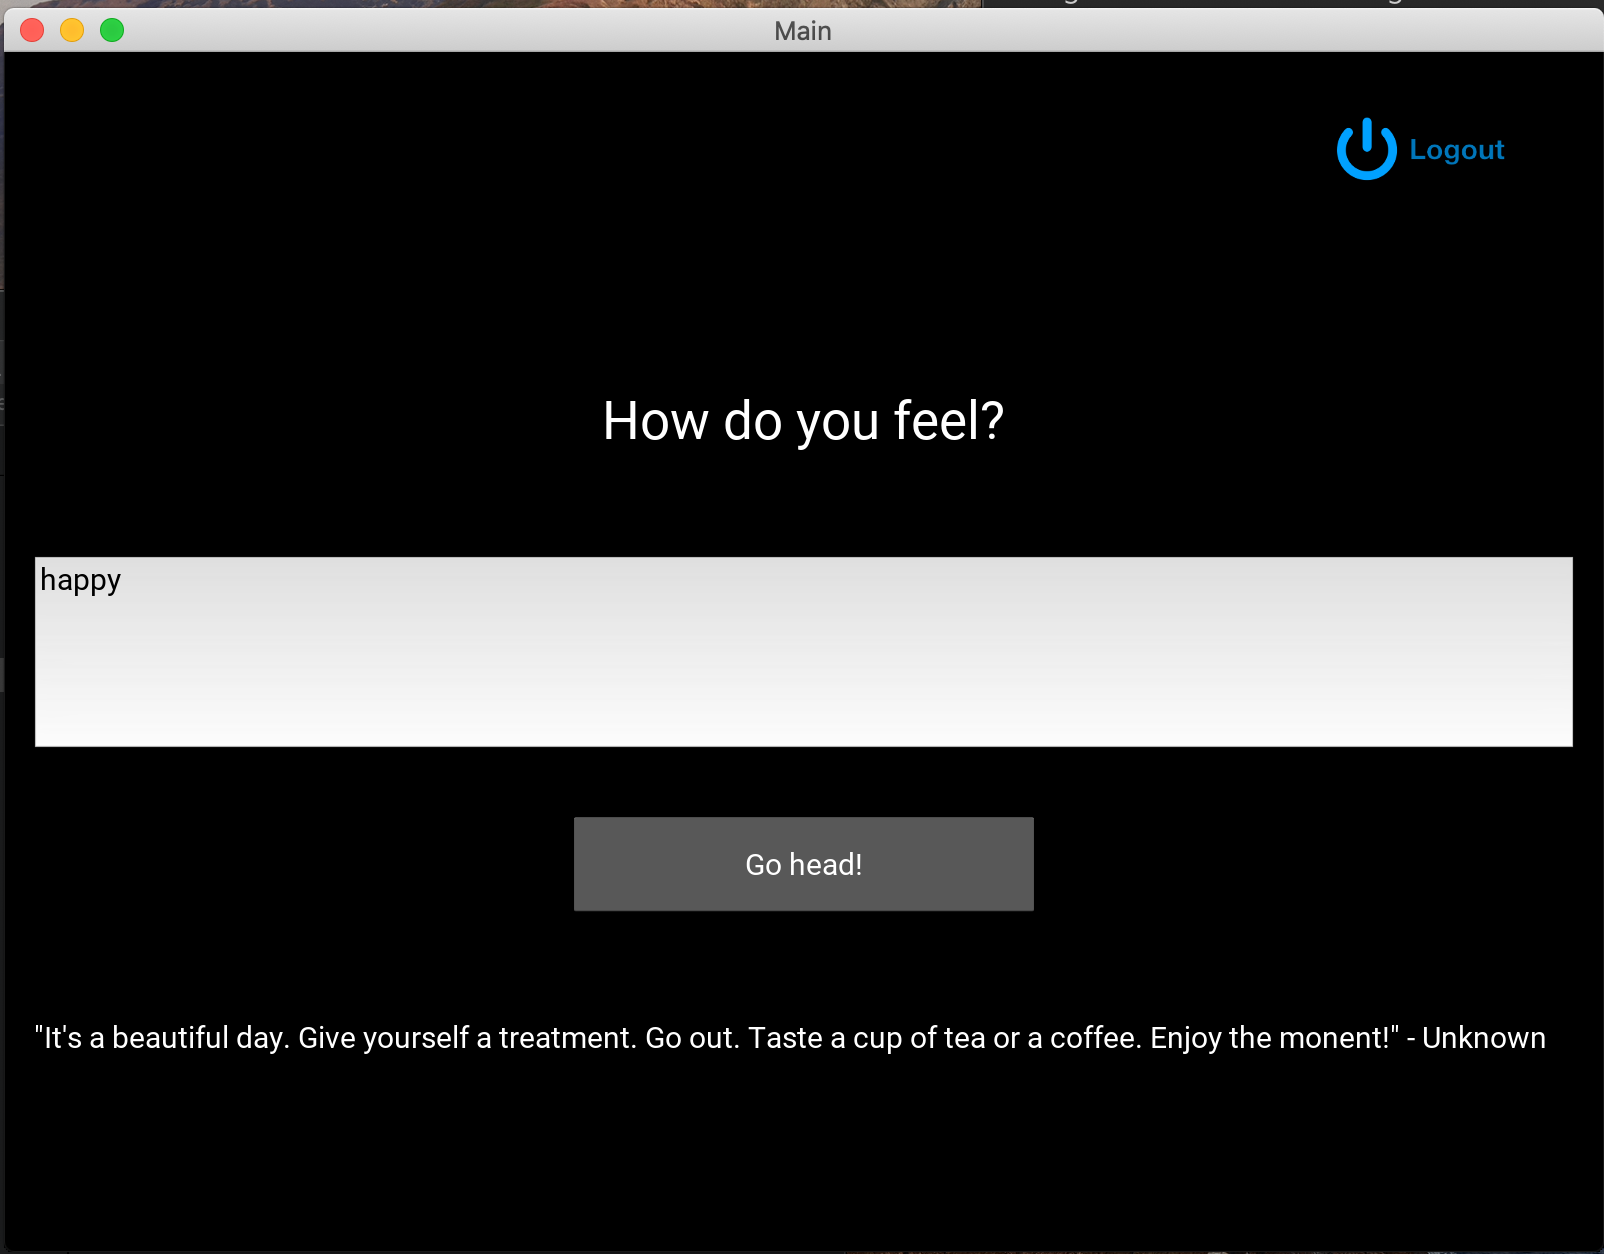 Main
Logout
How do you feel?
happy
Go head!
"It's a beautiful day. Give yourself a treatment. Go out. Taste a cup of tea or a coffee. Enjoy the monent!" - Unknown